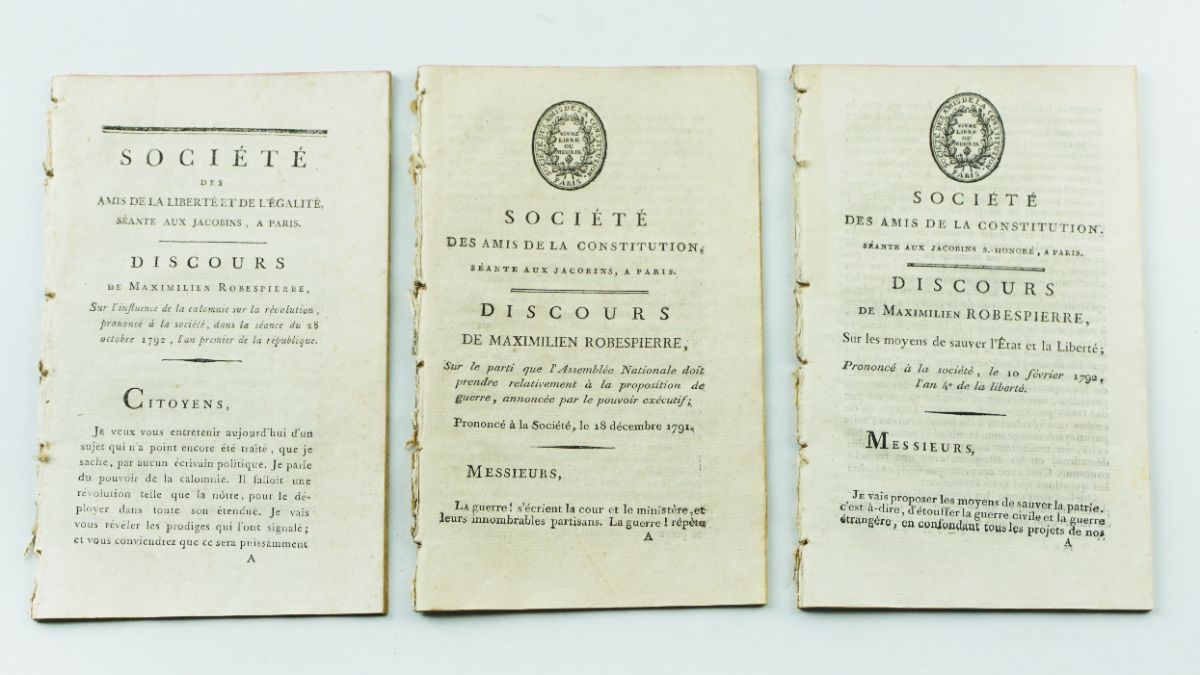 SOCIÉTÉ
DES
AMIS DE LA LIBERTÉ ET DE L'ÉGALITÉ,
SÉANTE AUX JACOBINS, A PARIS.
DISCOURS
DE MAXIMILIEN ROBESPIERRE,
Sur l'influence de la calomnie sur la révolution,
prononcé à la société, dans la séance du 28
octobre 1792, l'an premier de la république.
CITOYENS,
JE veux vous entretenir aujourd'hui d'un
sujet qui n'a point encore été traité, que je
sache, par aucun écrivain politique. Je parle
du pouvoir de la calomnie. Il falloit une
révolution telle que la nôtre, pour le dé-
ployer dans toute son étendue. Je vais
vous révéler les prodiges qui l'ont signalé;
et vous conviendrez que ce sera puissamment
A
SOCIÉTÉ DES AMIS DE LA CONSTITUTION.
PARIS
VIVRE
LIBRE
OU
MOURIR
SOCIÉTÉ
DES AMIS DE LA CONSTITUTION,
SÉANTE AUX JACOBINS, A PARIS.
DISCOURS
DE MAXIMILIEN ROBESPIERRE,
Sur le parti que l'Assemblée Nationale doit
prendre relativement à la proposition de
guerre, annoncée par le pouvoir exécutif;
Prononcé à la Société, le 18 décembre 1791.
MESSIEURS,
LA guerre! s'écrient la cour et le ministère, et
leurs innombrables partisans. La guerre! répète
A
SOCIÉTÉ DES AMIS DE LA CONSTITUTION.
PARIS
VIVRE
LIBRE
OU
MOURIR
SOCIÉTÉ
DES AMIS DE LA CONSTITUTION.
SÉANTE AUX JACOBINS S.-HONORÉ, A PARIS.
DISCOURS
DE MAXIMILIEN ROBESPIERRE,
Sur les moyens de sauver l'État et la Liberté;
Prononcé à la société, le 10 février 1792,
l'an 4e de la liberté.
MESSIEURS,
JE vais proposer les moyens de sauver la patrie,
c'est-à-dire, d'étouffer la guerre civile et la guerre
étrangère, en confondant tous les projets de nos
A